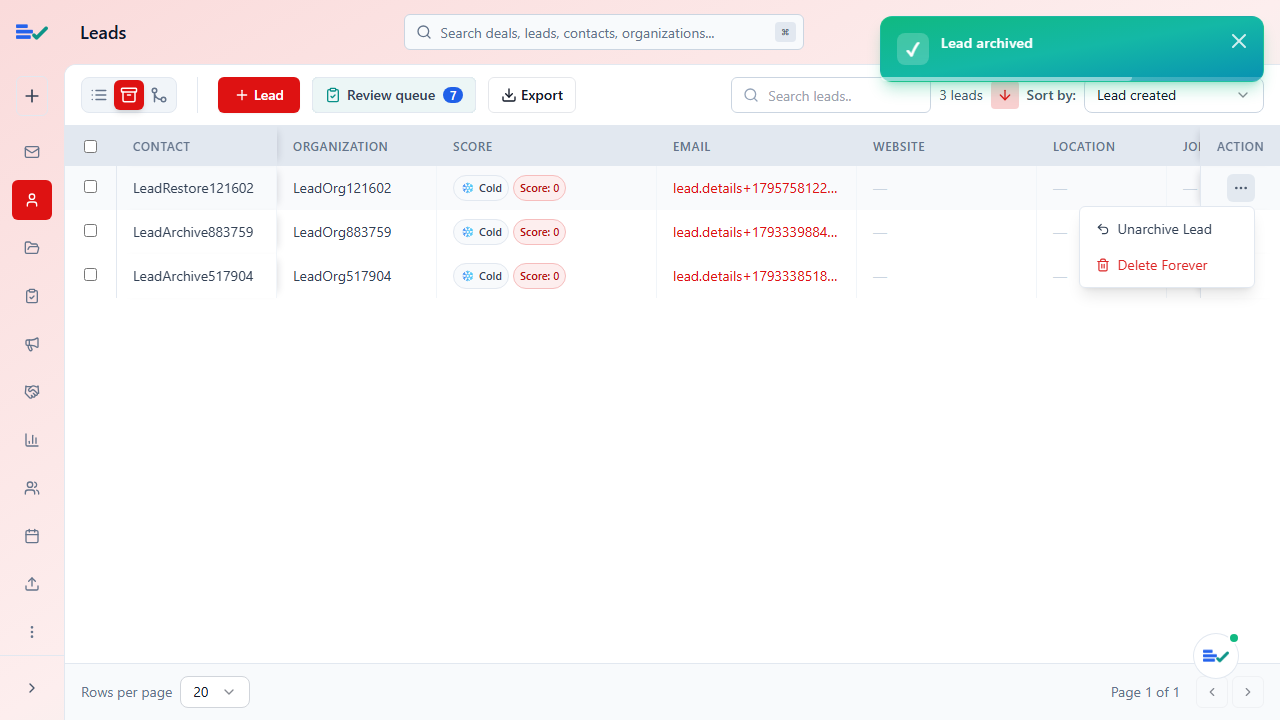 Leads
Search deals, leads, contacts, organizations...
⌘
Lead archived
Lead
Review queue 7
Export
Search leads..
3 leads
Sort by:
Lead created
CONTACT ORGANIZATION SCORE EMAIL WEBSITE LOCATION ACTION
LeadRestore121602 LeadOrg121602 Cold Score: 0 lead.details+1795758122... — — —
LeadArchive883759 LeadOrg883759 Cold Score: 0 lead.details+1793339884... — —
LeadArchive517904 LeadOrg517904 Cold Score: 0 lead.details+1793338518... — —
Unarchive Lead
Delete Forever
Rows per page 20
Page 1 of 1